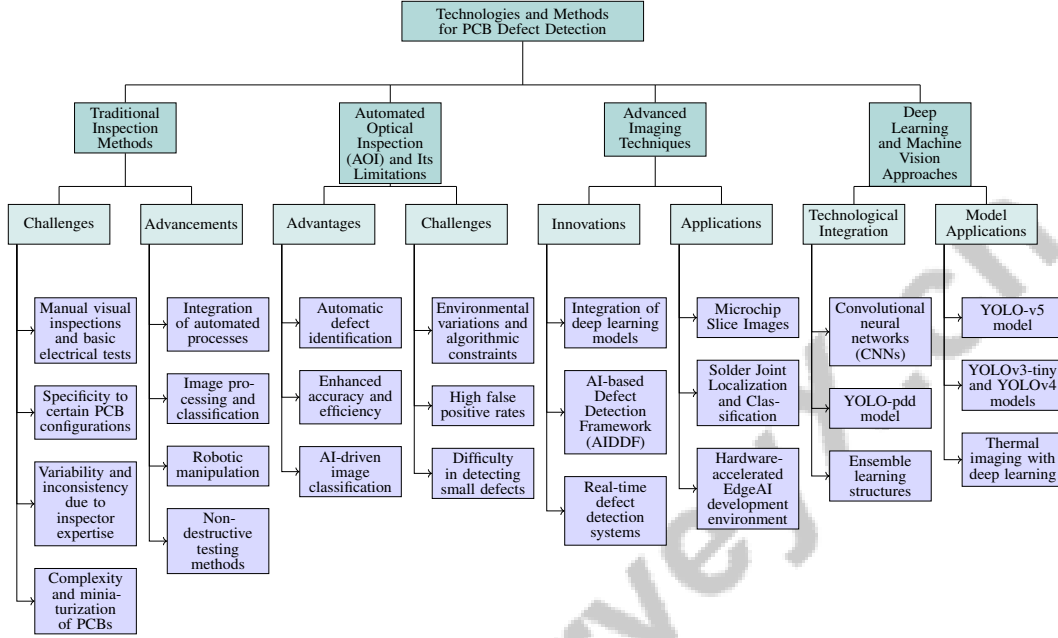 Technologies and Methods
for PCB Defect Detection
Traditional
Inspection
Methods
Automated
Optical
Inspection
(AOI) and Its
Limitations
Advanced
Imaging
Techniques
Deep
Learning
and Machine
Vision
Approaches
Challenges
Advancements
Advantages
Challenges
Innovations
Applications
Technological
Integration
Model
Applications
Manual visual
inspections
and basic
electrical tests
Specificity to
certain PCB
configurations
Variability and
inconsistency
due to
inspector
expertise
Complexity
and minia-
turization
of PCBs
Integration
of automated
processes
Image pro-
cessing and
classification
Robotic
manipulation
Non-
destructive
testing
methods
Automatic
defect
identification
Enhanced
accuracy and
efficiency
AI-driven
image
classification
Environmental
variations and
algorithmic
constraints
High false
positive rates
Difficulty
in detecting
small defects
Integration of
deep learning
models
AI-based
Defect
Detection
Framework
(AIDDF)
Real-time
defect
detection
systems
Microchip
Slice Images
Solder Joint
Localization
and Clas-
sification
Hardware-
accelerated
EdgeAI
development
environment
Convolutional
neural
networks
(CNNs)
YOLO-pdd
model
Ensemble
learning
structures
YOLO-v5
model
YOLOv3-tiny
and YOLOv4
models
Thermal
imaging with
deep learning